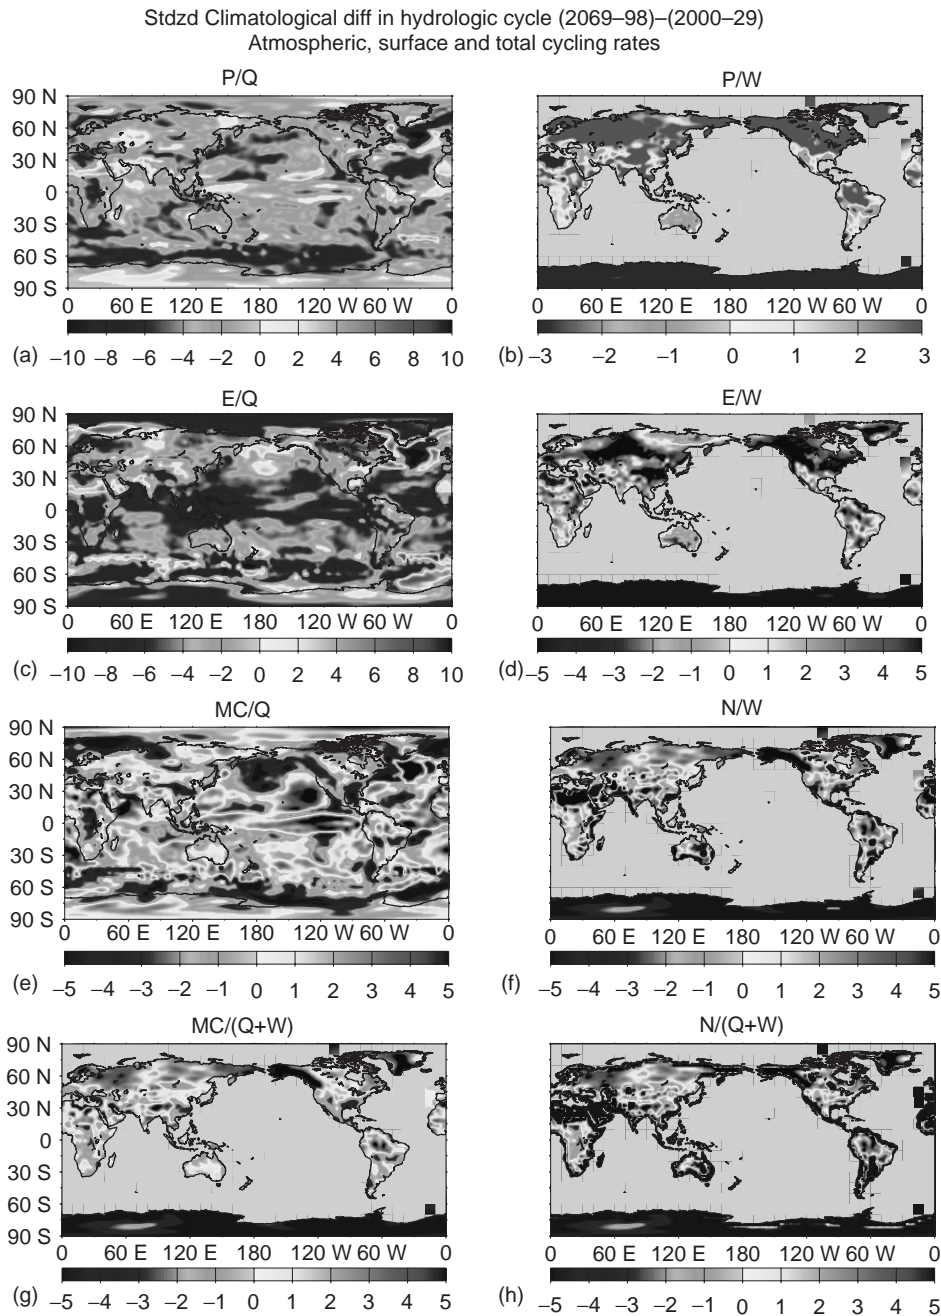 Stdzd Climatological diff in hydrologic cycle (2069–98)–(2000–29)
Atmospheric, surface and total cycling rates
P/Q
90 N
60 N
30 N
0
30 S
60 S
90 S
0 60 E 120 E 180 120 W 60 W 0
(a) –10 –8 –6 –4 –2 0 2 4 6 8 10
P/W
0 60 E 120 E 180 120 W 60 W 0
(b) –3 –2 –1 0 1 2 3
E/Q
90 N
60 N
30 N
0
30 S
60 S
90 S
0 60 E 120 E 180 120 W 60 W 0
(c) –10 –8 –6 –4 –2 0 2 4 6 8 10
E/W
0 60 E 120 E 180 120 W 60 W 0
(d) –5 –4 –3 –2 –1 0 1 2 3 4 5
MC/Q
90 N
60 N
30 N
0
30 S
60 S
90 S
0 60 E 120 E 180 120 W 60 W 0
(e) –5 –4 –3 –2 –1 0 1 2 3 4 5
N/W
0 60 E 120 E 180 120 W 60 W 0
(f) –5 –4 –3 –2 –1 0 1 2 3 4 5
MC/(Q+W)
90 N
60 N
30 N
0
30 S
60 S
90 S
0 60 E 120 E 180 120 W 60 W 0
(g) –5 –4 –3 –2 –1 0 1 2 3 4 5
N/(Q+W)
0 60 E 120 E 180 120 W 60 W 0
(h) –5 –4 –3 –2 –1 0 1 2 3 4 5